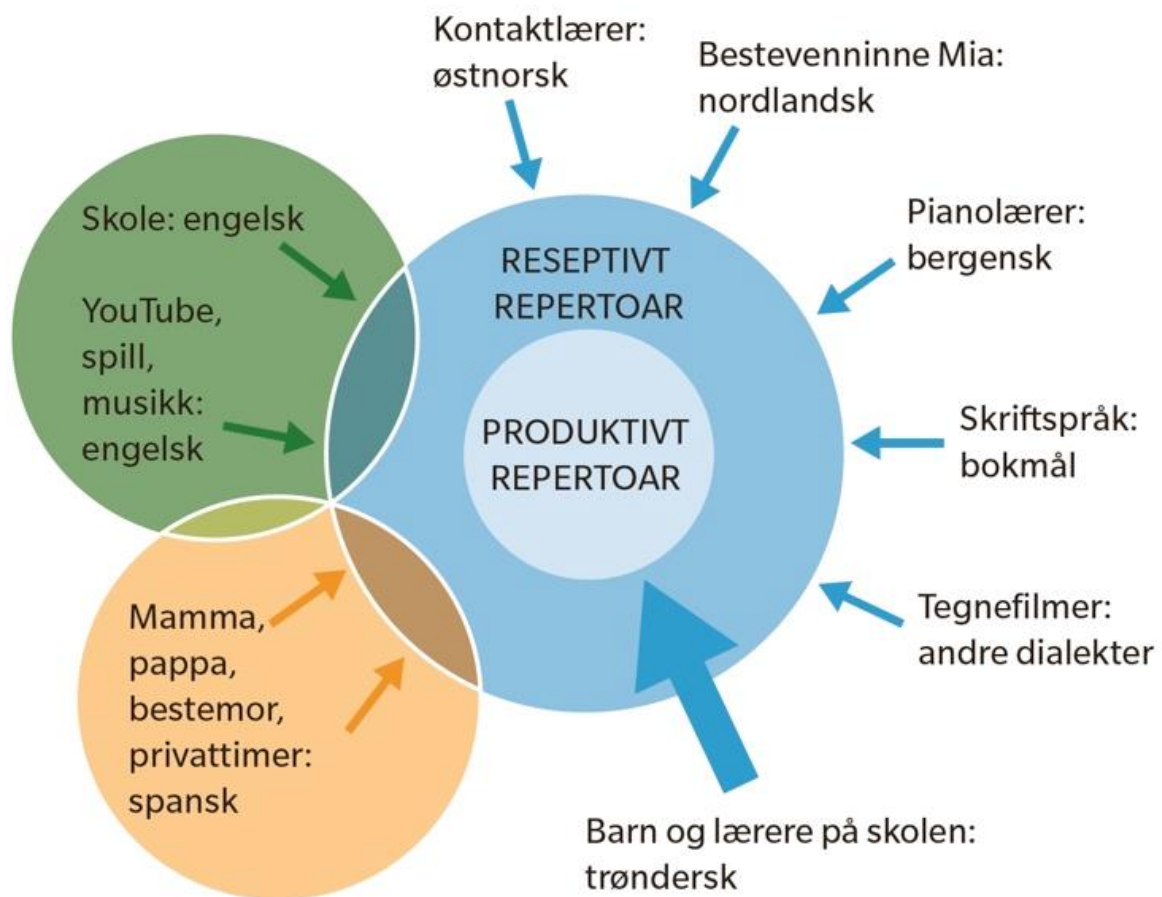 Kontaktlærer:
østnorsk
Bestevenninne Mia:
nordlandsk
Skole: engelsk
YouTube,
spill,
musikk:
engelsk
RESEPTIVT
REPERTOAR
Pianolærer:
bergensk
PRODUKTIVT
REPERTOAR
Skriftspråk:
bokmål
Mamma,
pappa,
bestemor,
privattimer:
spansk
Tegnefilmer:
andre dialekter
Barn og lærere på skolen:
trøndersk